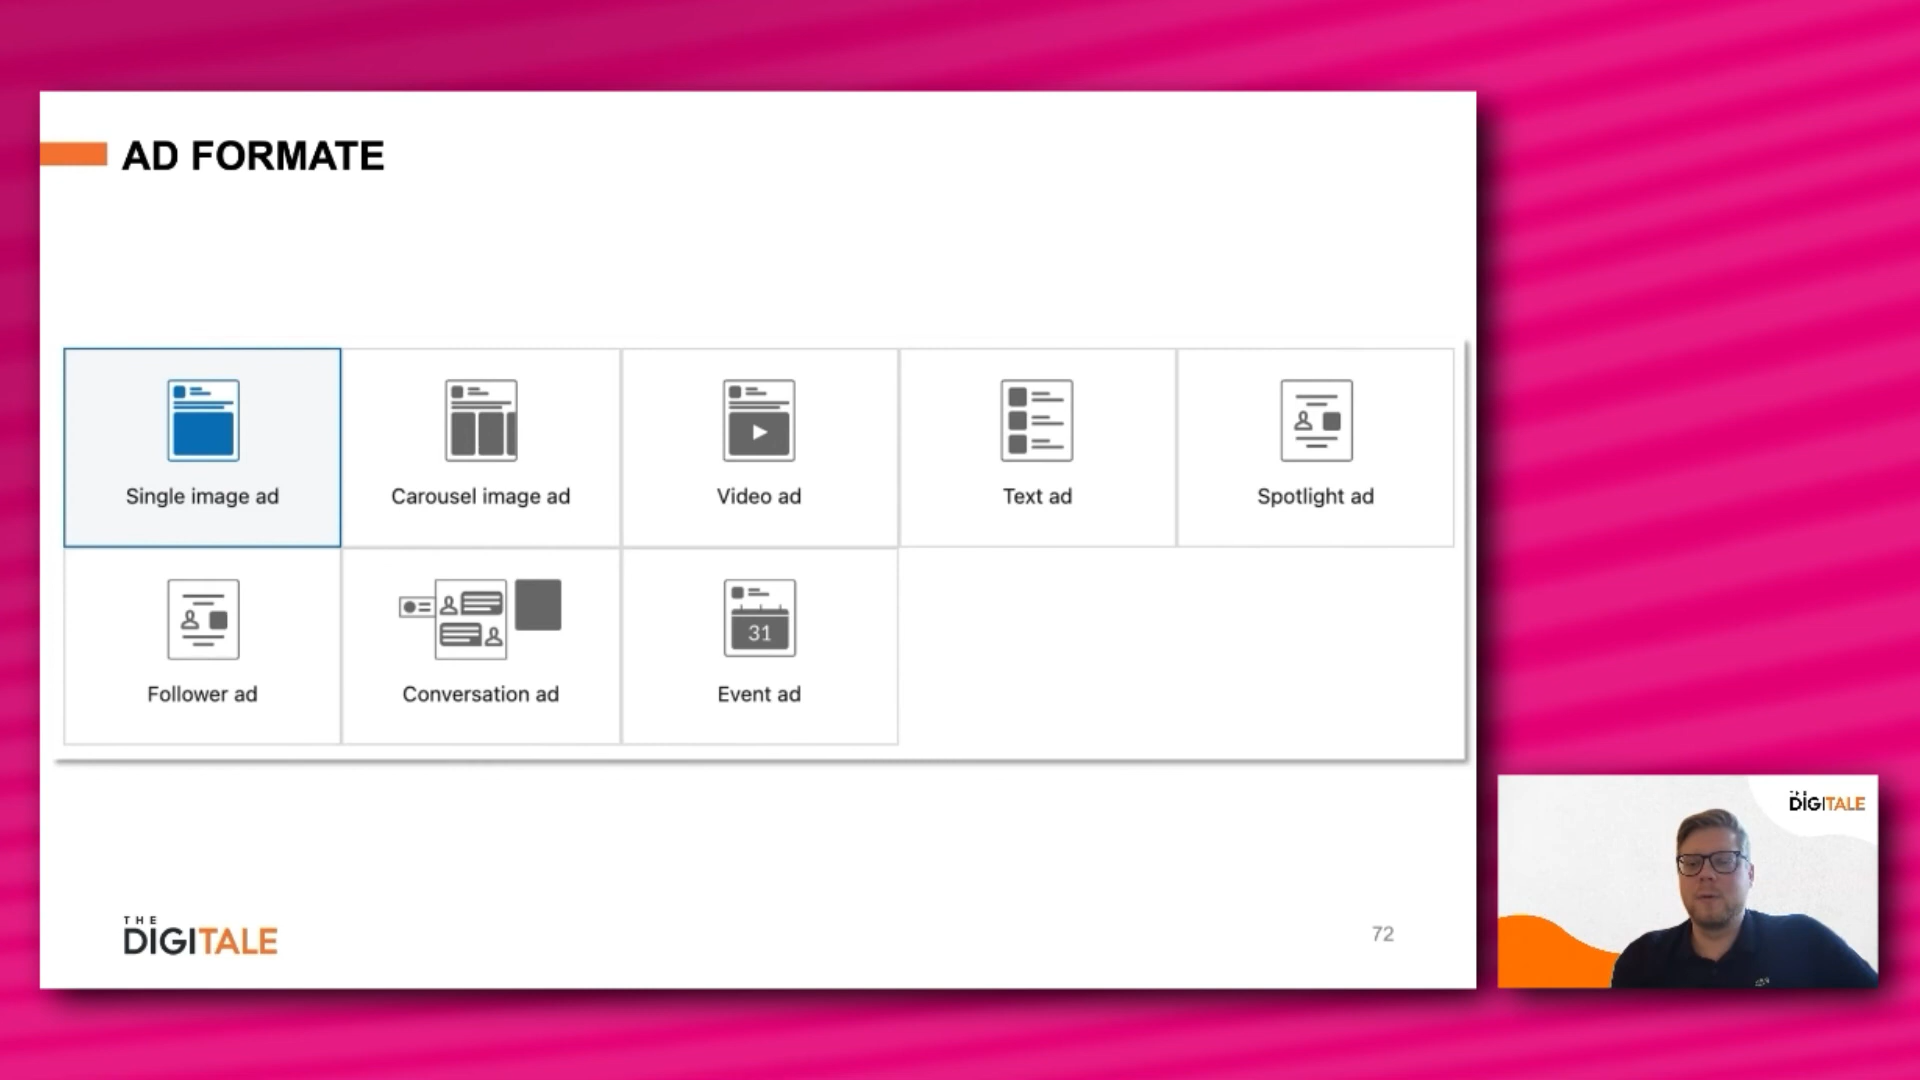 AD FORMATE
Single image ad
Carousel image ad
Video ad
Text ad
Spotlight ad
31
Follower ad
Conversation ad
Event ad
THE
DIGITALE
72
DIGITALE